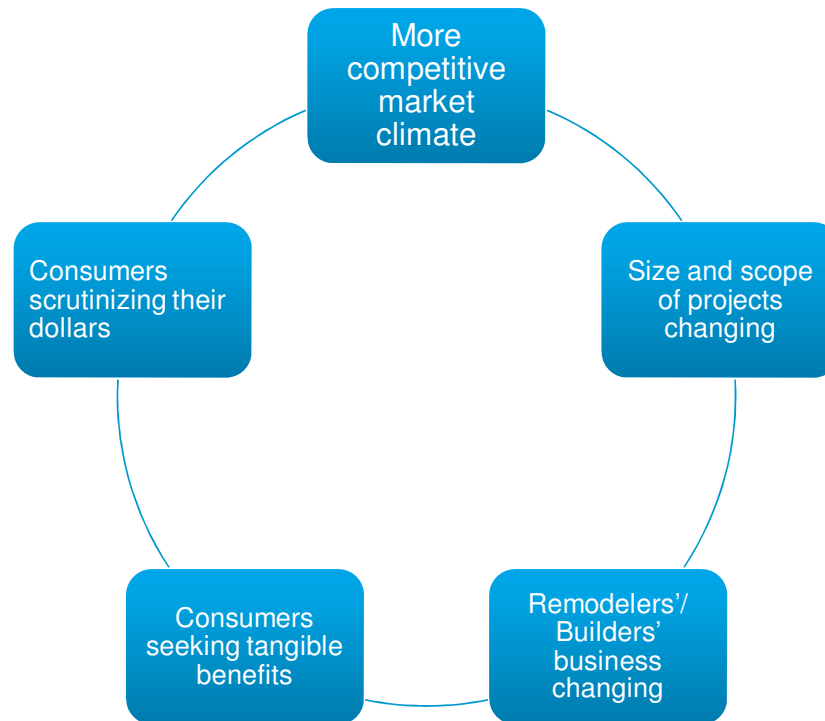 More
competitive
market
climate
Size and scope
of projects
changing
Remodelers’/
Builders’
business
changing
Consumers
seeking tangible
benefits
Consumers
scrutinizing their
dollars